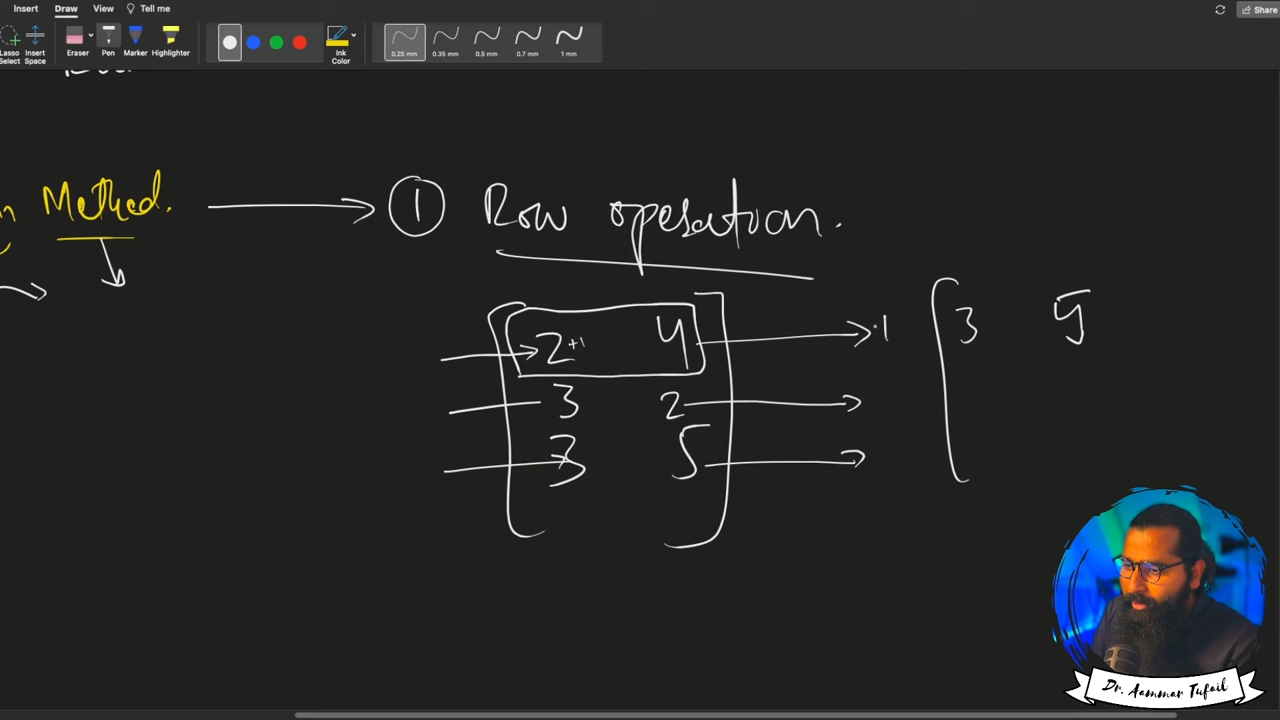 Insert Draw View Tell me
Share
Lasso Select
Insert Space
Eraser
Pen
Marker
Highlighter
Ink Color
0.25 mm
0.35 mm
0.5 mm
0.7 mm
1 mm
n Method.
① Row operation.
2+1 4
3 2
3 5
·1
3 5
Dr. Aammar Tufail